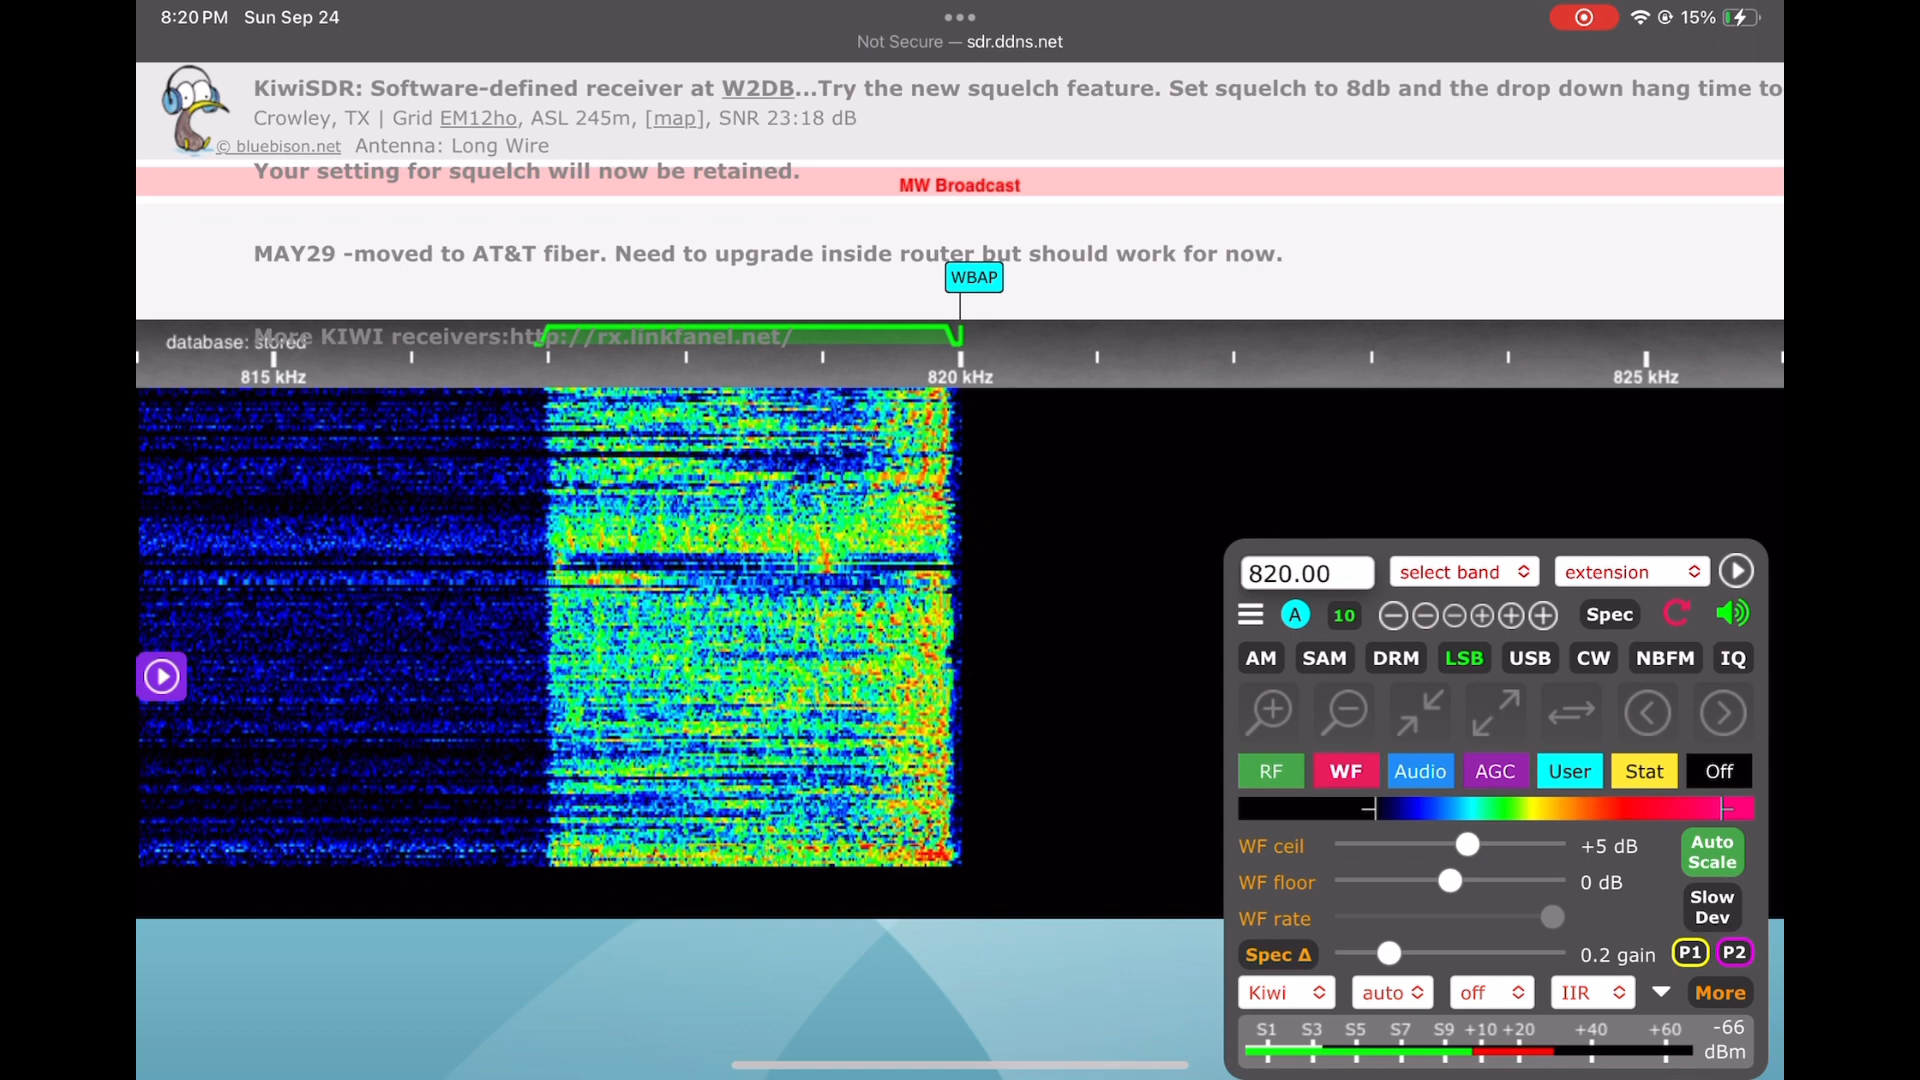 8:20 PM Sun Sep 24
15%
Not Secure — sdr.ddns.net
KiwiSDR: Software-defined receiver at W2DB...Try the new squelch feature. Set squelch to 8db and the drop down hang time to
Crowley, TX | Grid EM12ho, ASL 245m, [map], SNR 23:18 dB
© bluebison.net Antenna: Long Wire
Your setting for squelch will now be retained.
MW Broadcast
MAY29 -moved to AT&T fiber. Need to upgrade inside router but should work for now.
WBAP
database: stored
More KIWI receivers:http://rx.linkfanel.net/
815 kHz 820 kHz 825 kHz
820.00 select band extension
A 10 Spec
AM SAM DRM LSB USB CW NBFM IQ
RF WF Audio AGC User Stat Off
WF ceil +5 dB Auto Scale
WF floor 0 dB Slow Dev
WF rate
Spec Δ 0.2 gain P1 P2
Kiwi auto off IIR More
S1 S3 S5 S7 S9 +10 +20 +40 +60 -66 dBm